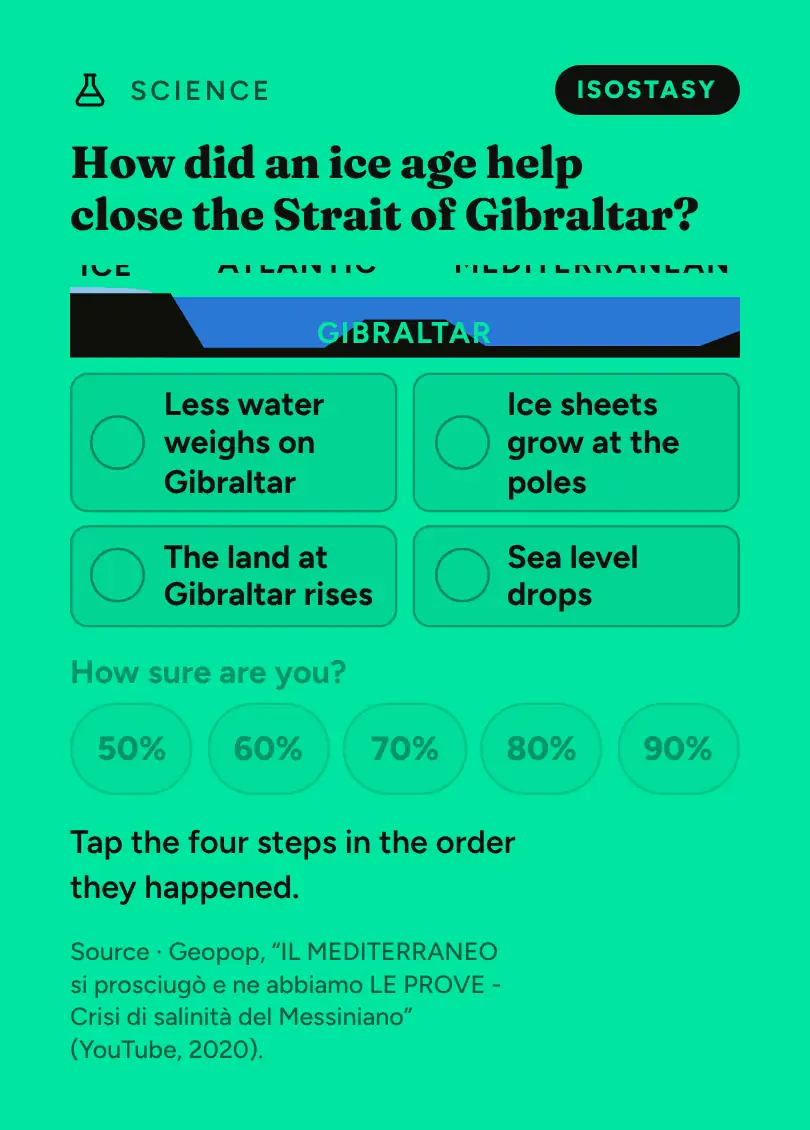 SCIENCE
ISOSTASY
How did an ice age help
close the Strait of Gibraltar?
ICE
ATLANTIC
MEDITERRANEAN
GIBRALTAR
Less water
weighs on
Gibraltar
Ice sheets
grow at the
poles
The land at
Gibraltar rises
Sea level
drops
How sure are you?
50%
60%
70%
80%
90%
Tap the four steps in the order
they happened.
Source · Geopop, “IL MEDITERRANEO
si prosciugò e ne abbiamo LE PROVE -
Crisi di salinità del Messiniano”
(YouTube, 2020).